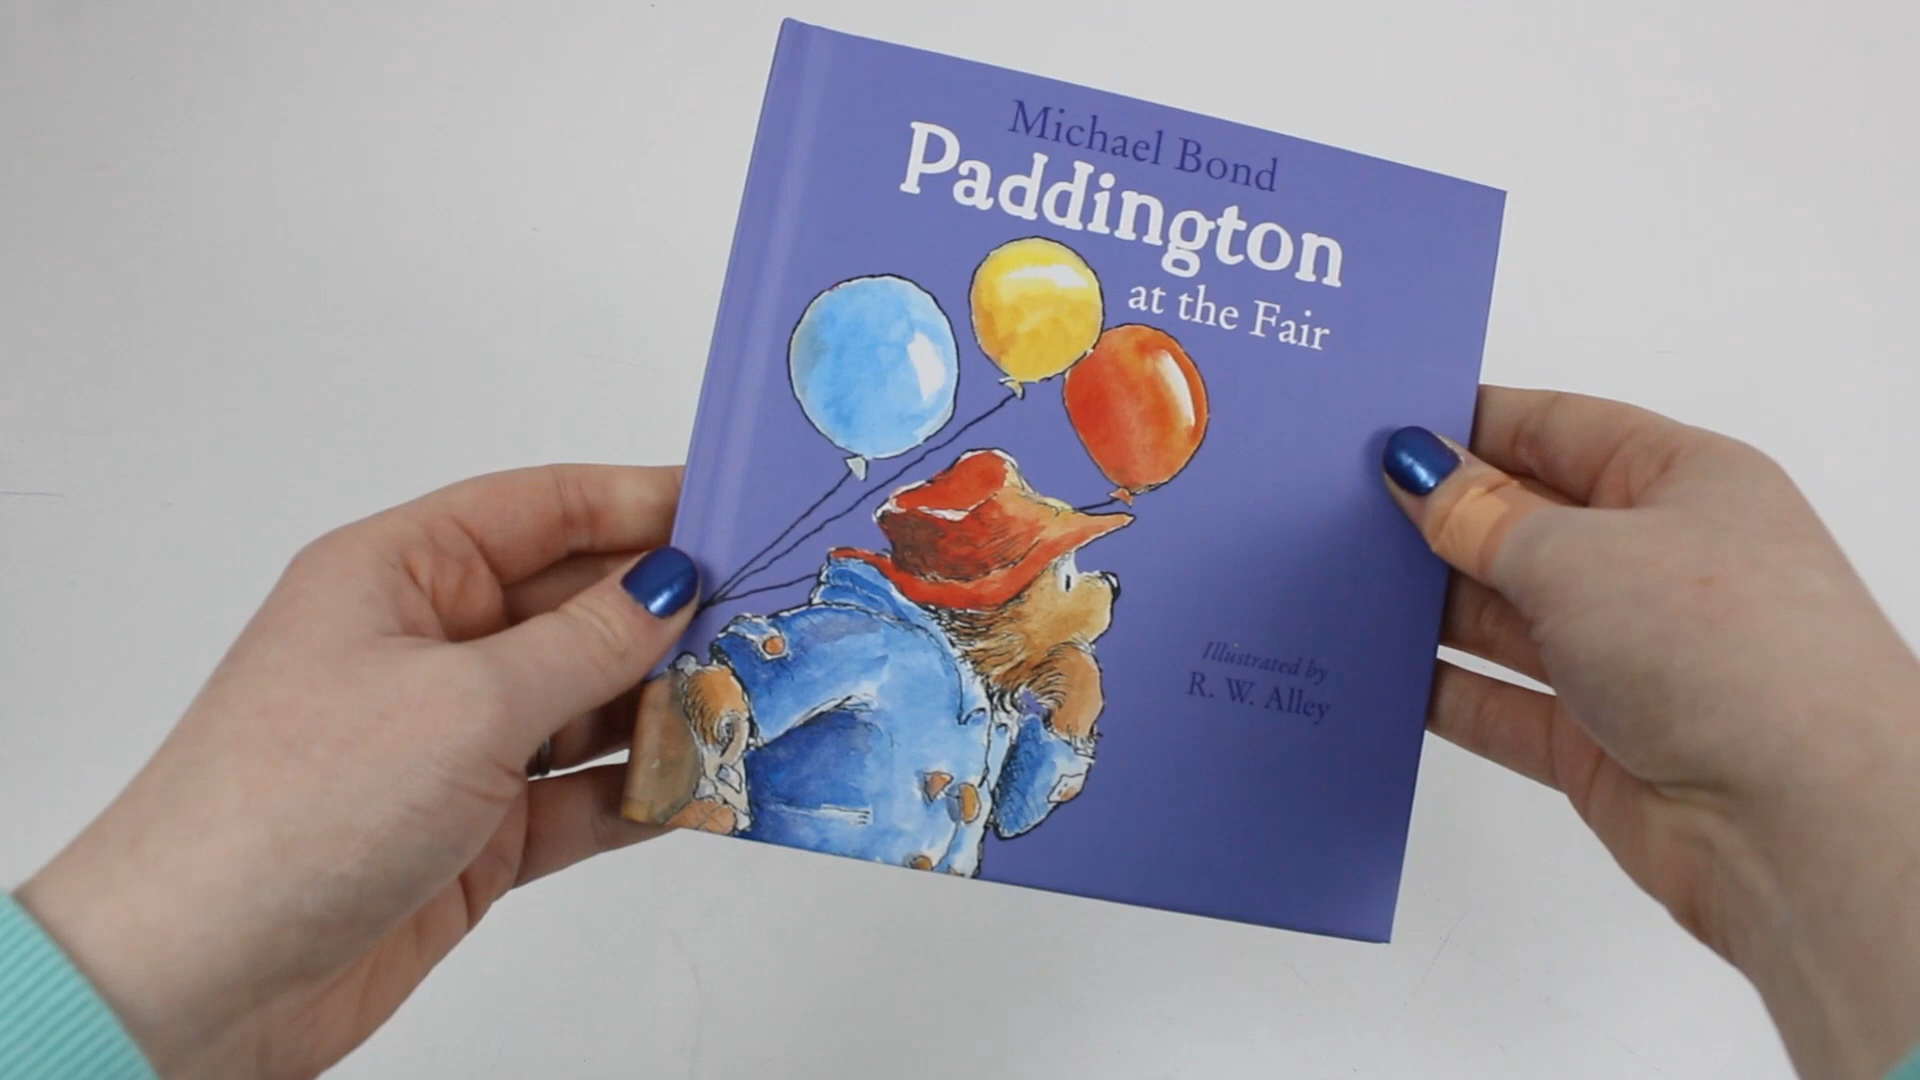 Michael Bond
Paddington
at the Fair
Illustrated by
R. W. Alley